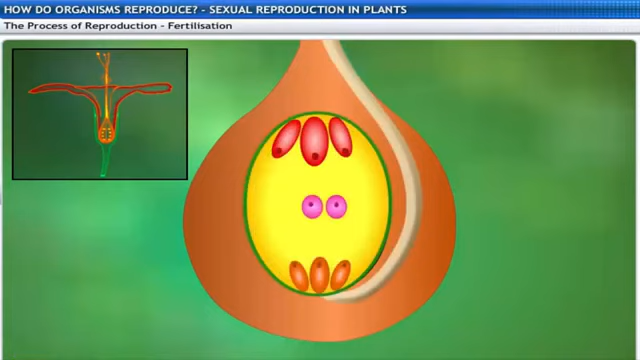 HOW DO ORGANISMS REPRODUCE? - SEXUAL REPRODUCTION IN PLANTS
The Process of Reproduction - Fertilisation